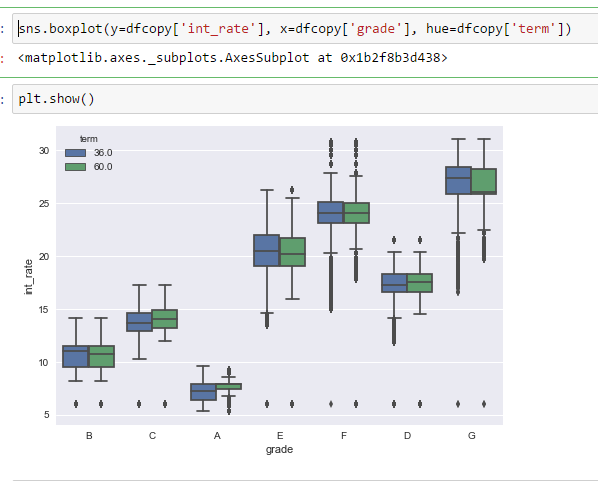 : sns.boxplot(y=dfcopy['int_rate'], x=dfcopy['grade'], hue=dfcopy['term'])
: <matplotlib.axes._subplots.AxesSubplot at 0x1b2f8b3d438>
: plt.show()
term
36.0
60.0
30
25
20
15
10
5
int_rate
B C A E F D G
grade